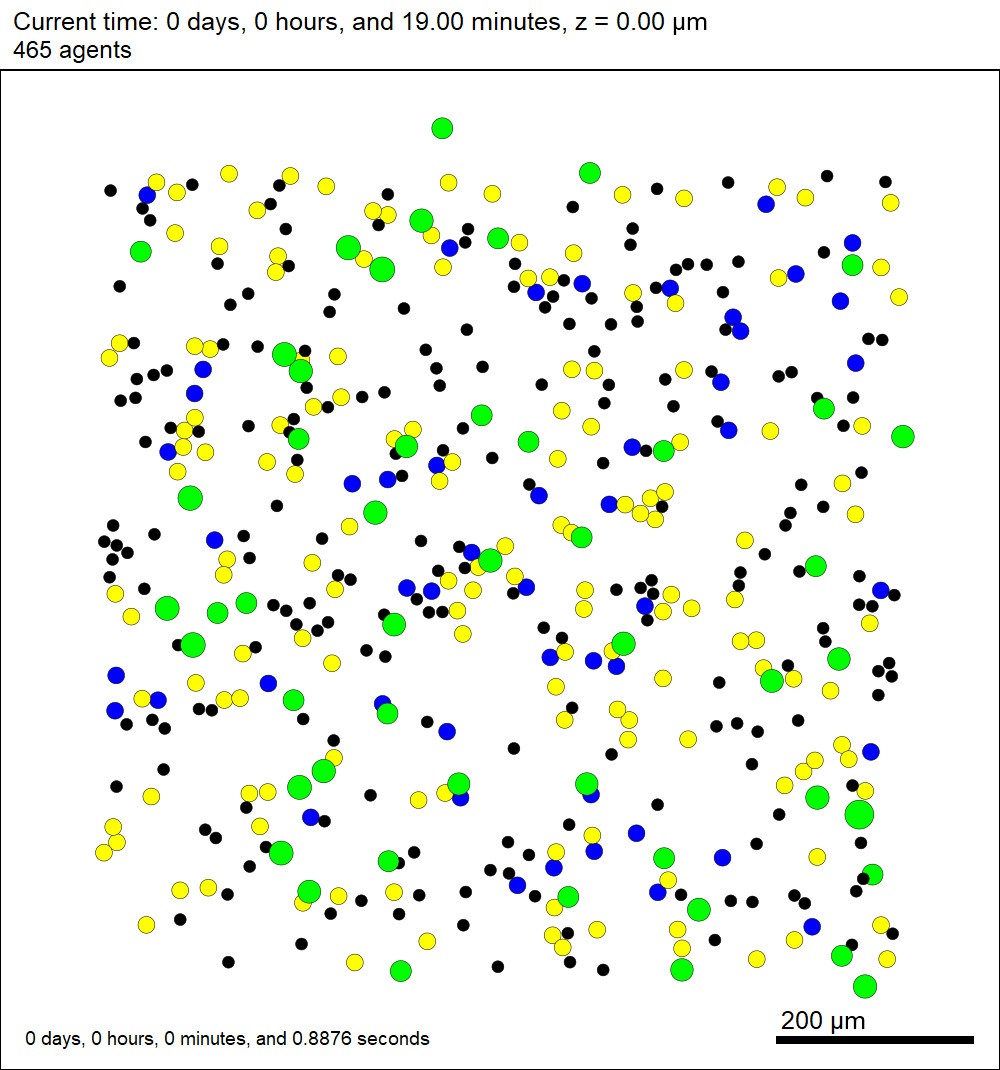 Current time: 0 days, 0 hours, and 19.00 minutes, z = 0.00 μm
465 agents
200 μm
0 days, 0 hours, 0 minutes, and 0.8876 seconds